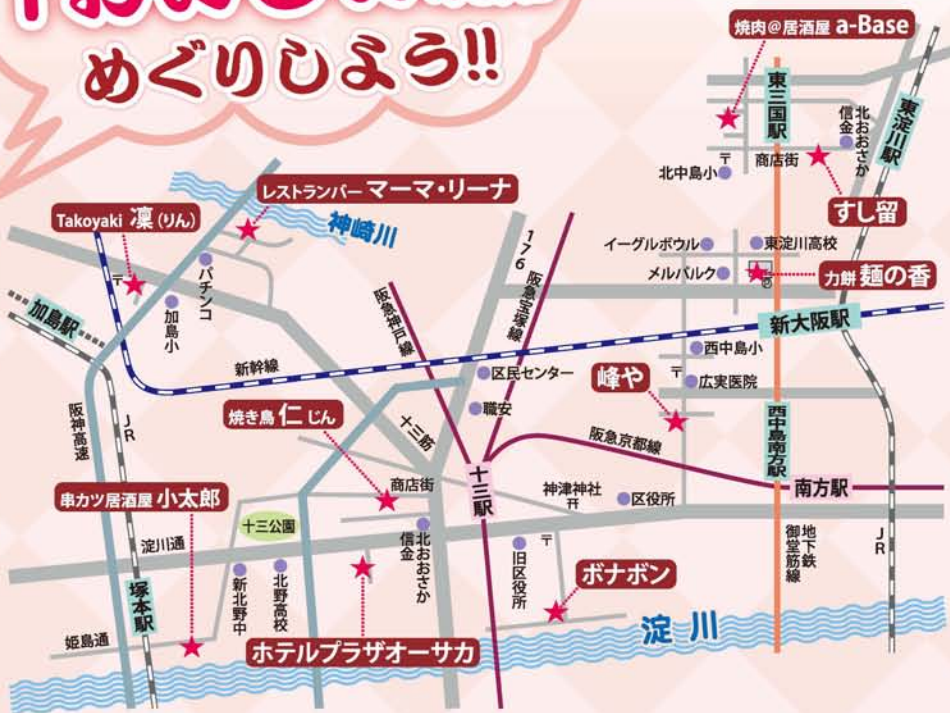 めぐりしよう!!
焼肉@居酒屋 a-Base
東三国駅
東淀川駅
北おおさか
信金
〒
商店街
北中島小
すし留
レストランバー マーマ・リーナ
神崎川
Takoyaki 凜(りん)
〒
パチンコ
加島小
加島駅
176
阪急宝塚線
阪急神戸線
イーグルボウル
東淀川高校
メルパルク
力餅 麺の香
新大阪駅
新幹線
西中島小
〒
広実医院
区民センター
峰や
職安
焼き鳥 仁 じん
十三筋
阪神高速
JR
阪急京都線
西中島南方駅
南方駅
串カツ居酒屋 小太郎
商店街
十三駅
神津神社
区役所
十三公園
淀川通
北おおさか
信金
旧区役所
〒
地下鉄
御堂筋線
JR
塚本駅
新北野中
北野高校
ボナボン
姫島通
ホテルプラザオーサカ
淀川